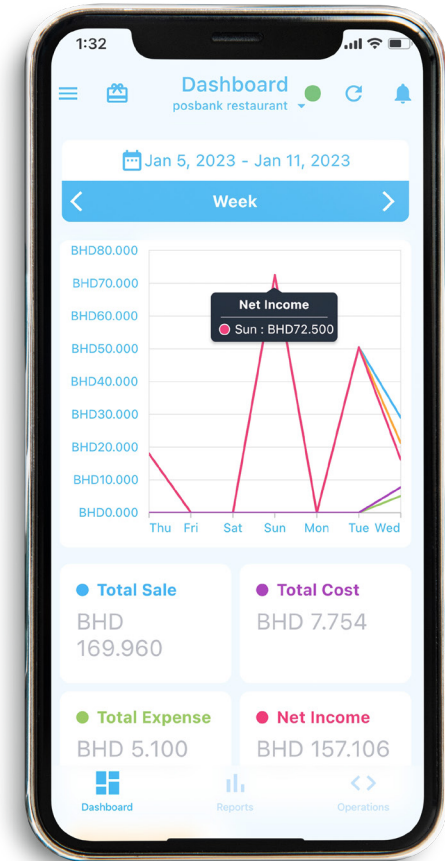 1:32
Dashboard
posbank restaurant
Jan 5, 2023 - Jan 11, 2023
Week
BHD80.000
BHD70.000
BHD60.000
BHD50.000
BHD40.000
BHD30.000
BHD20.000
BHD10.000
BHD0.000
Net Income
Sun : BHD72.500
Thu Fri Sat Sun Mon Tue Wed
Total Sale
BHD
169.960
Total Cost
BHD 7.754
Total Expense
BHD 5.100
Net Income
BHD 157.106
Dashboard
Reports
Operations